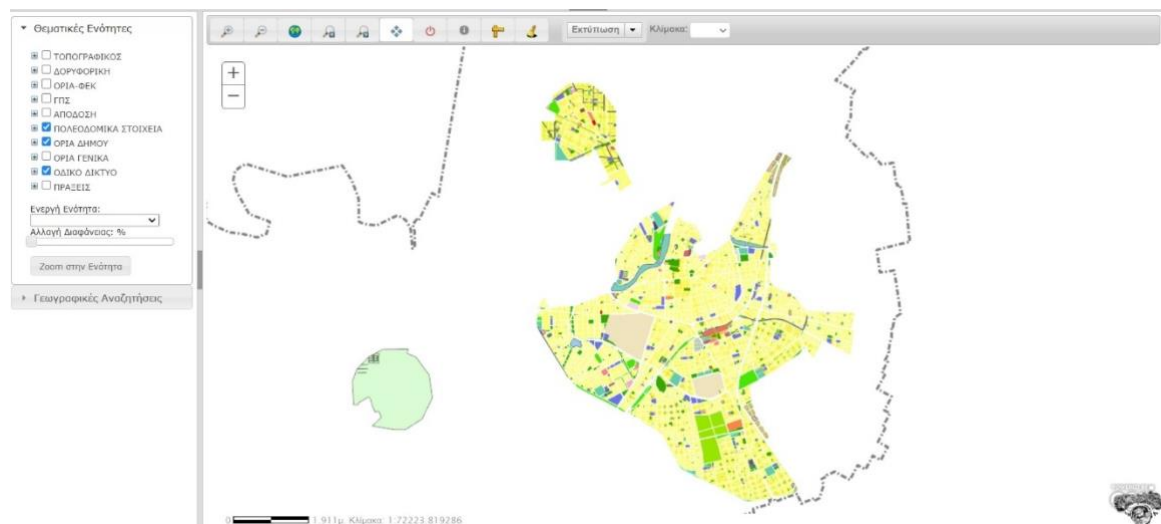 Θεματικές Ενότητες
ΤΟΠΟΓΡΑΦΙΚΟΣ
ΔΟΡΥΦΟΡΙΚΗ
ΟΡΙΑ-ΦΕΚ
ΓΠΣ
ΑΠΟΔΟΣΗ
ΠΟΛΕΟΔΟΜΙΚΑ ΣΤΟΙΧΕΙΑ
ΟΡΙΑ ΔΗΜΟΥ
ΟΡΙΑ ΓΕΝΙΚΑ
ΟΔΙΚΟ ΔΙΚΤΥΟ
ΠΡΑΞΕΙΣ
Ενεργή Ενότητα:
Αλλαγή Διαφάνειας: %
Zoom στην Ενότητα
Γεωγραφικές Αναζητήσεις
Εκτύπωση Κλίμακα:
+
−
0 1.911μ. Κλίμακα: 1:72223.819286